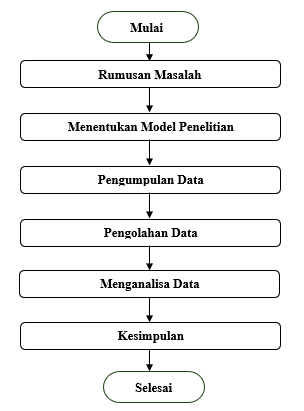 Mulai
Rumusan Masalah
Menentukan Model Penelitian
Pengumpulan Data
Pengolahan Data
Menganalisa Data
Kesimpulan
Selesai